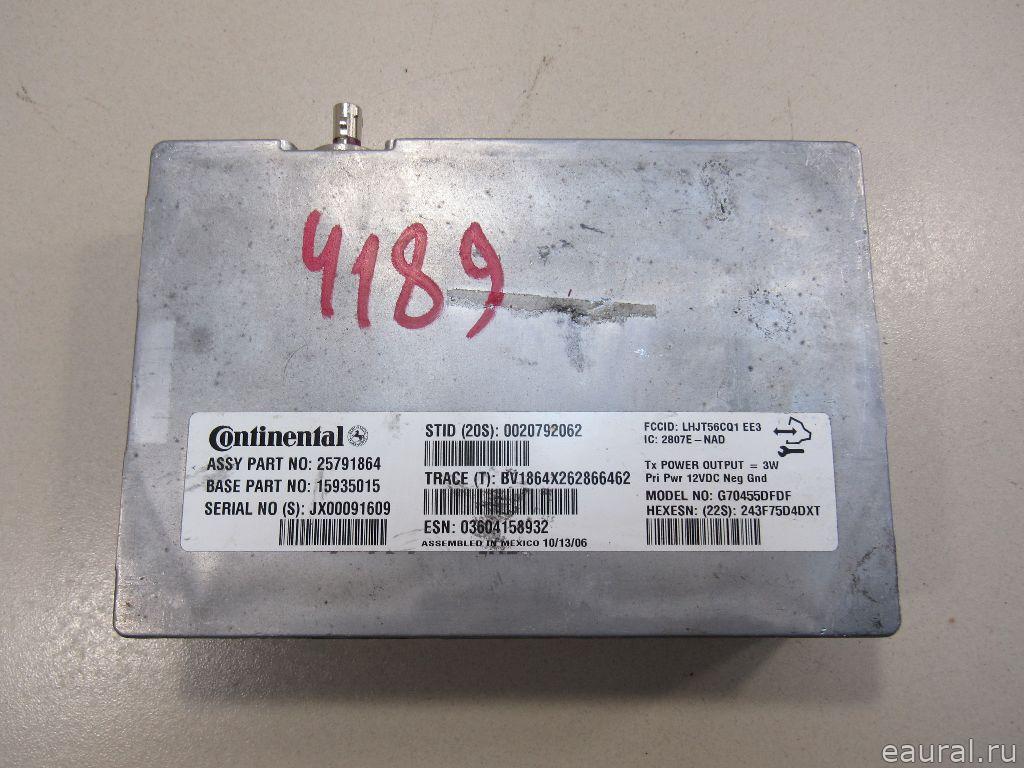 4189
Continental
ASSY PART NO: 25791864
BASE PART NO: 15935015
SERIAL NO (S): JX00091609
STID (20S): 0020792062
TRACE (T): BV1864X262866462
ESN: 03604158932
ASSEMBLED IN MEXICO 10/13/06
FCCID: LHJT56CQ1 EE3
IC: 2807E-NAD
Tx POWER OUTPUT = 3W
Pri Pwr 12VDC Neg Gnd
MODEL NO: G70455DFDF
HEXESN: (22S): 243F75D4DXT
eaural.ru